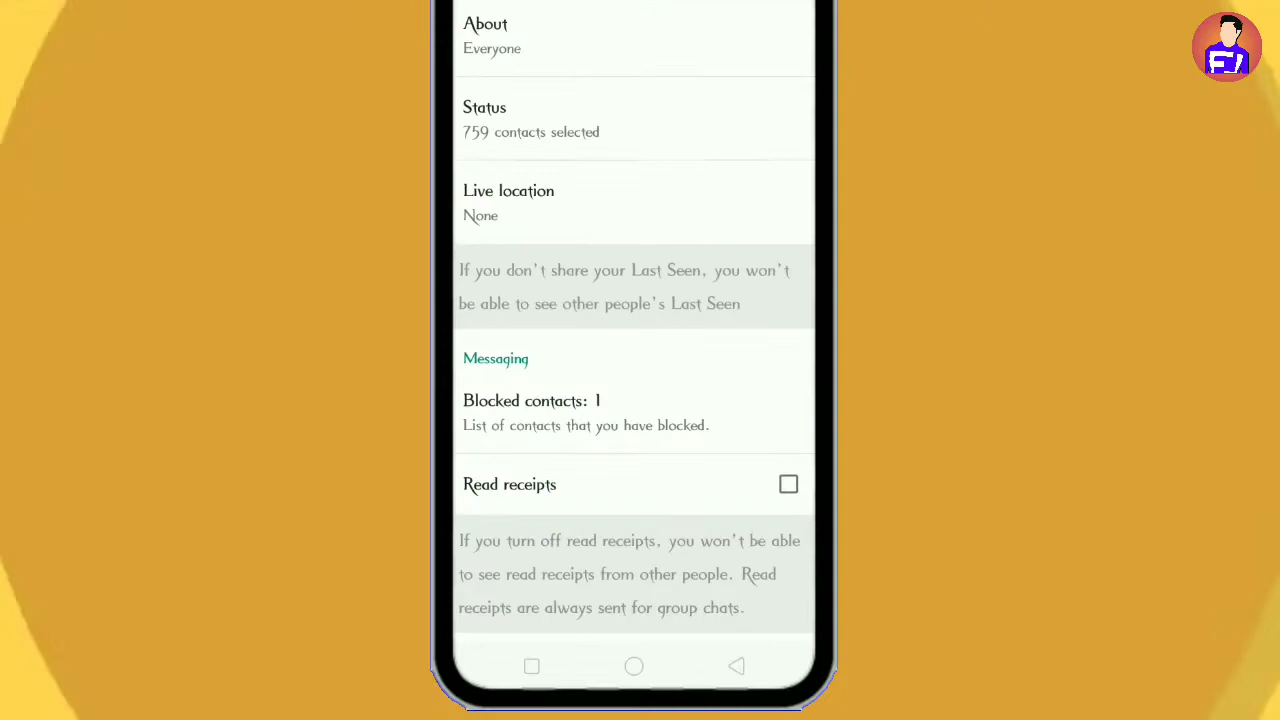 About
Everyone
Status
759 contacts selected
Live location
None
If you don't share your Last Seen, you won't
be able to see other people's Last Seen
Messaging
Blocked contacts: 1
List of contacts that you have blocked.
Read receipts
If you turn off read receipts, you won't be able
to see read receipts from other people. Read
receipts are always sent for group chats.
FJ